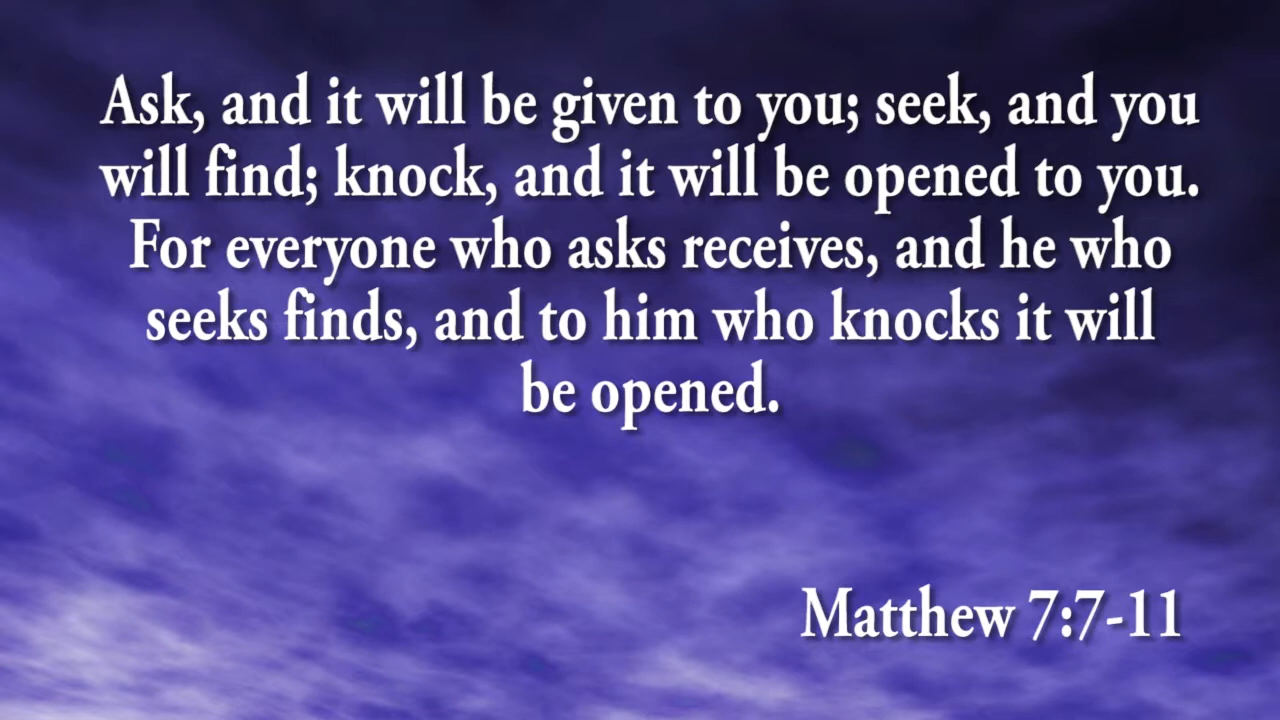 Ask, and it will be given to you; seek, and you
will find; knock, and it will be opened to you.
For everyone who asks receives, and he who
seeks finds, and to him who knocks it will
be opened.
Matthew 7:7-11